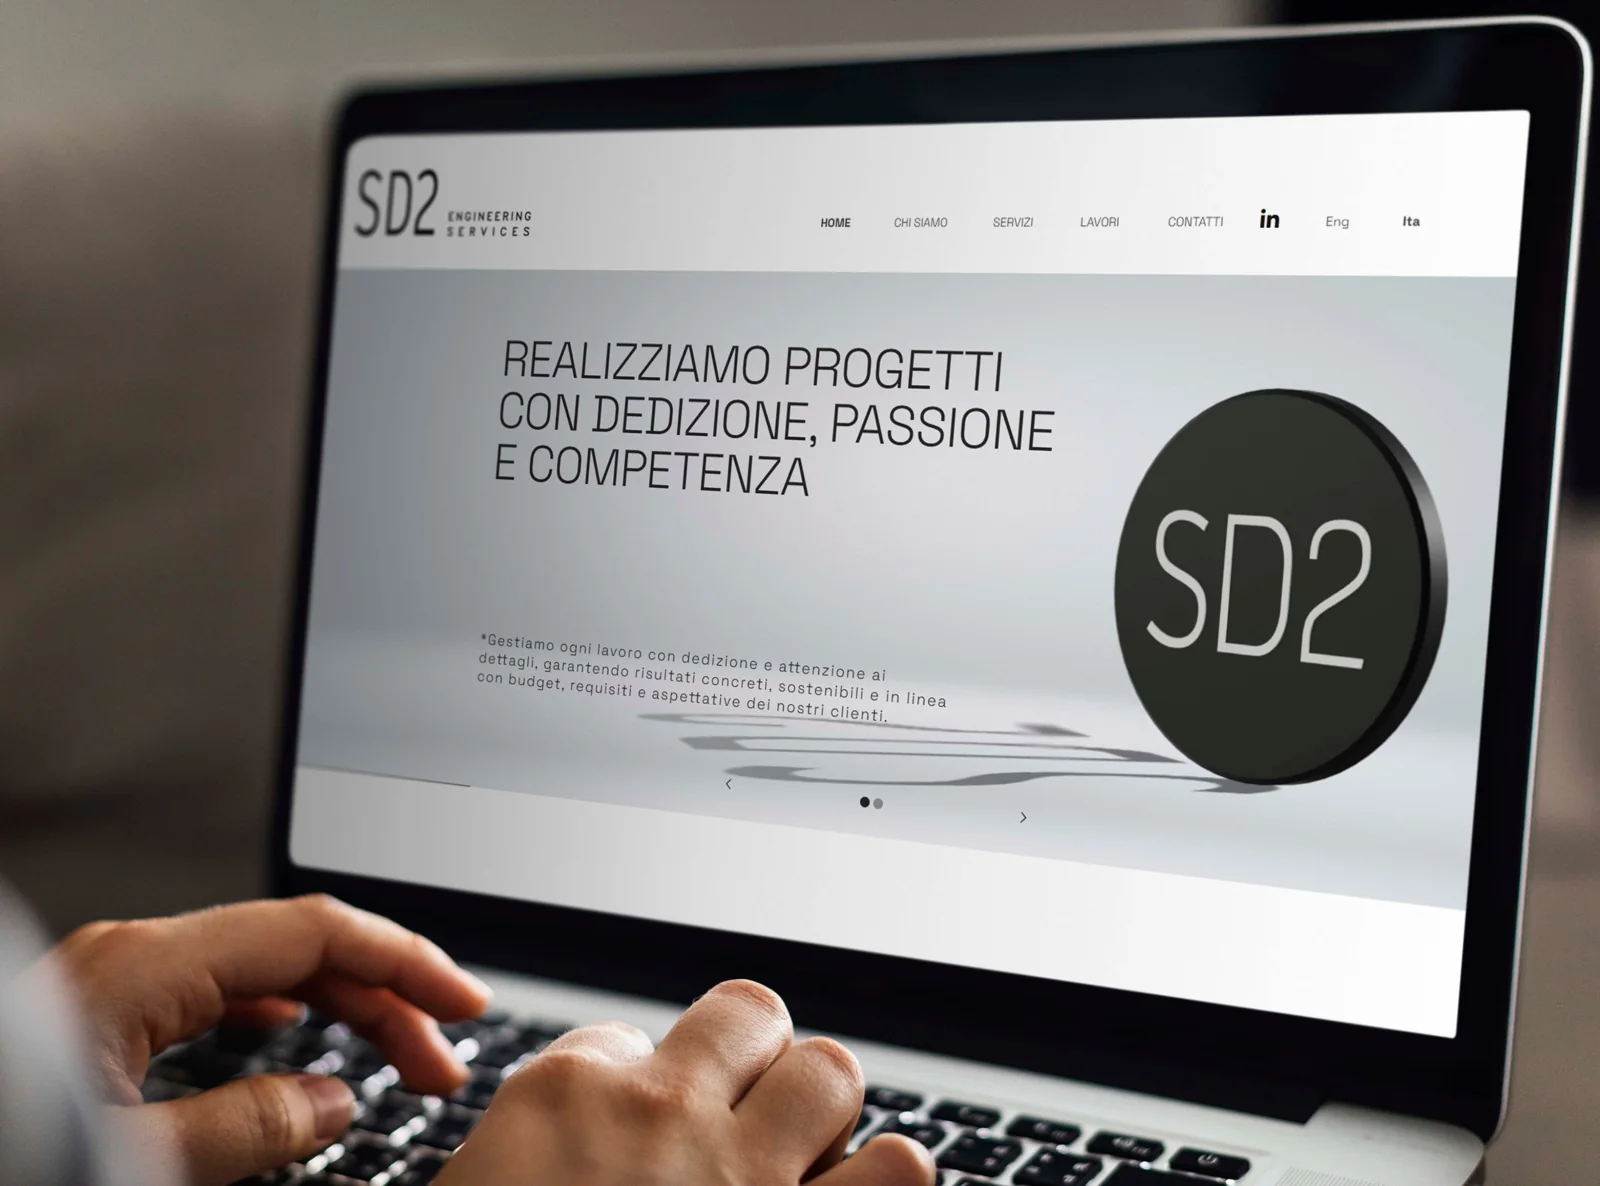 SD2 ENGINEERING
SERVICES
HOME CHI SIAMO SERVIZI LAVORI CONTATTI in Eng Ita
REALIZZIAMO PROGETTI
CON DEDIZIONE, PASSIONE
E COMPETENZA
SD2
*Gestiamo ogni lavoro con dedizione e attenzione ai
dettagli, garantendo risultati concreti, sostenibili e in linea
con budget, requisiti e aspettative dei nostri clienti.